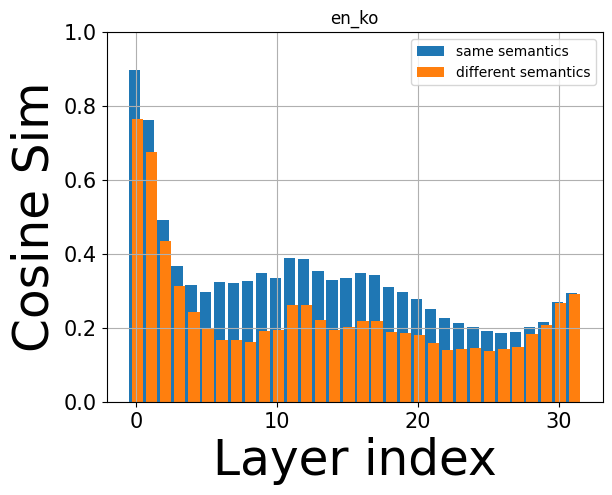 en_ko
same semantics
different semantics
Cosine Sim
1.0
0.8
0.6
0.4
0.2
0.0
0 10 20 30
Layer index